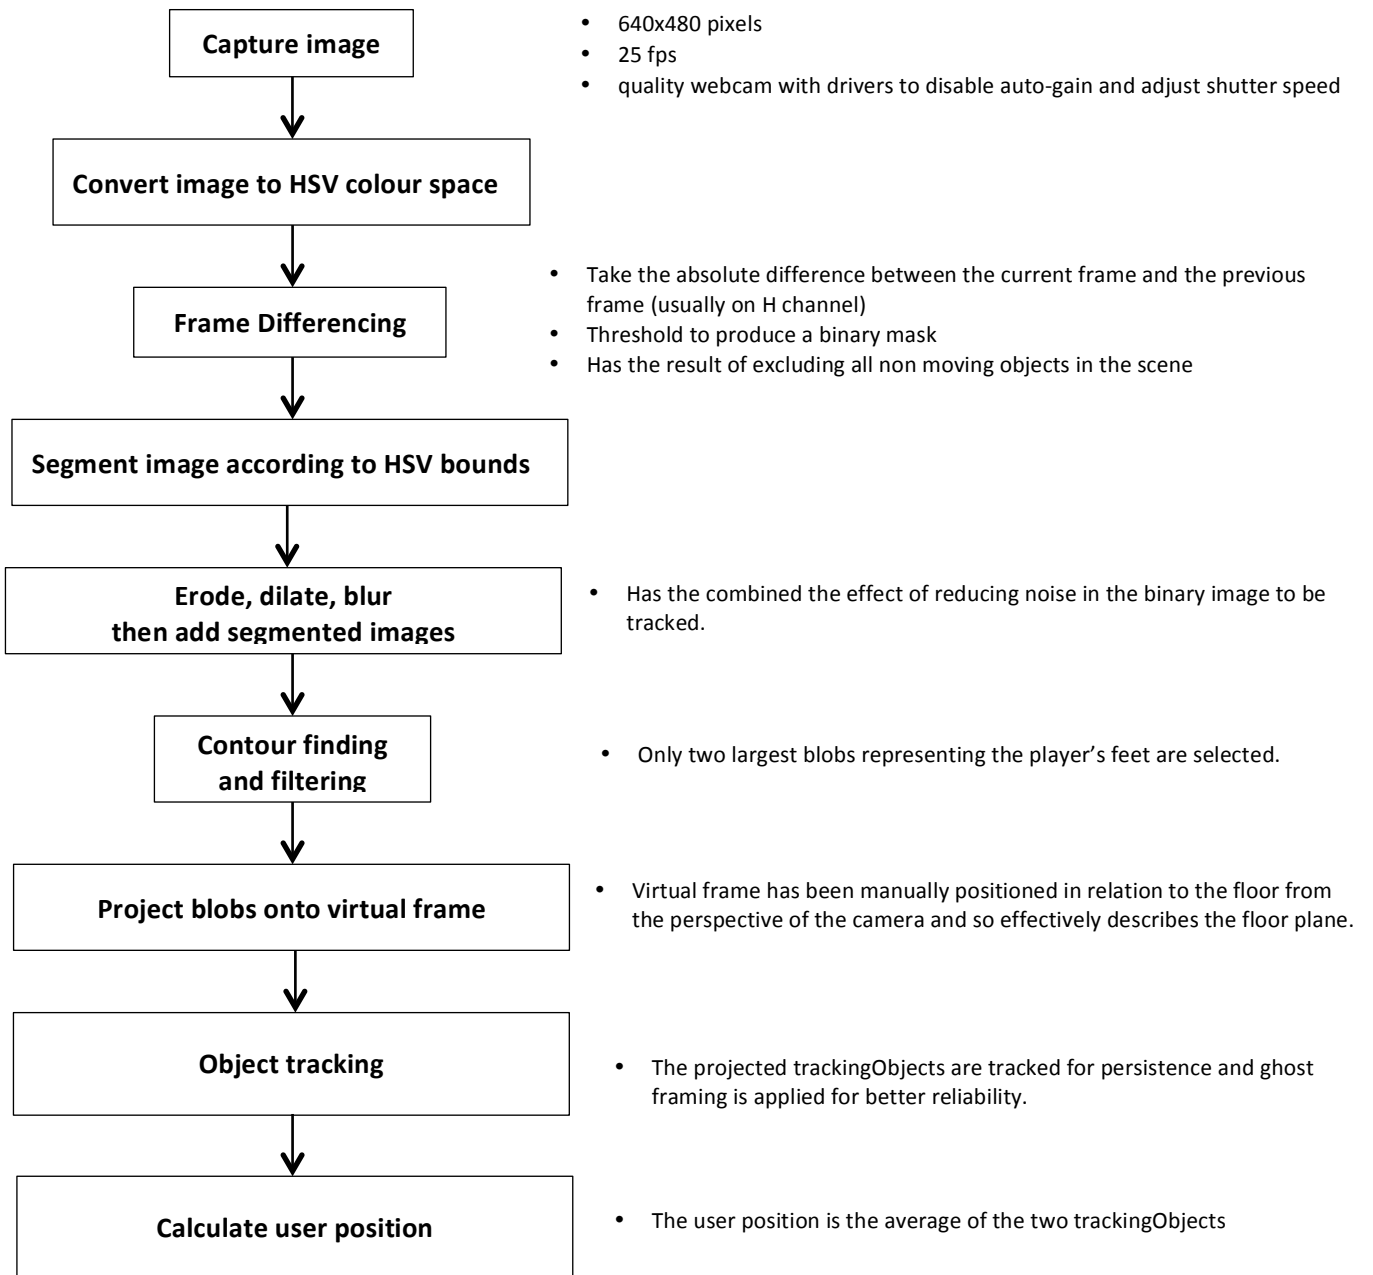 Capture image
• 640x480 pixels
• 25 fps
• quality webcam with drivers to disable auto-gain and adjust shutter speed
Convert image to HSV colour space
Frame Differencing
• Take the absolute difference between the current frame and the previous
frame (usually on H channel)
• Threshold to produce a binary mask
• Has the result of excluding all non moving objects in the scene
Segment image according to HSV bounds
Erode, dilate, blur
then add segmented images
• Has the combined the effect of reducing noise in the binary image to be
tracked.
Contour finding
and filtering
• Only two largest blobs representing the player’s feet are selected.
Project blobs onto virtual frame
• Virtual frame has been manually positioned in relation to the floor from
the perspective of the camera and so effectively describes the floor plane.
Object tracking
• The projected trackingObjects are tracked for persistence and ghost
framing is applied for better reliability.
Calculate user position
• The user position is the average of the two trackingObjects